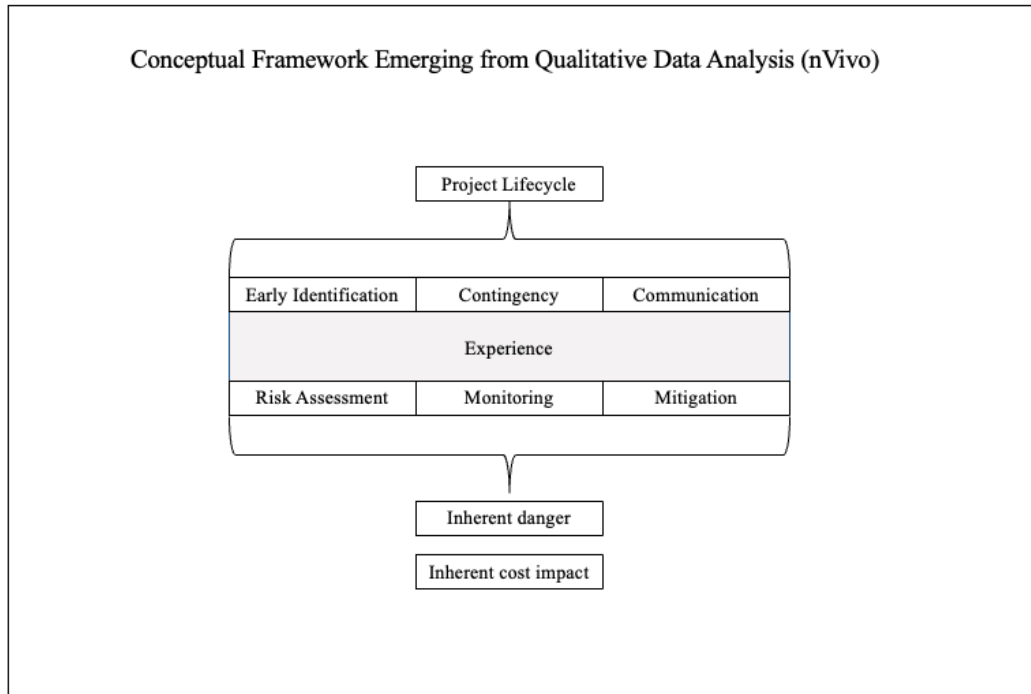 Conceptual Framework Emerging from Qualitative Data Analysis (nVivo)
Project Lifecycle
Early Identification Contingency Communication
Experience
Risk Assessment Monitoring Mitigation
Inherent danger
Inherent cost impact